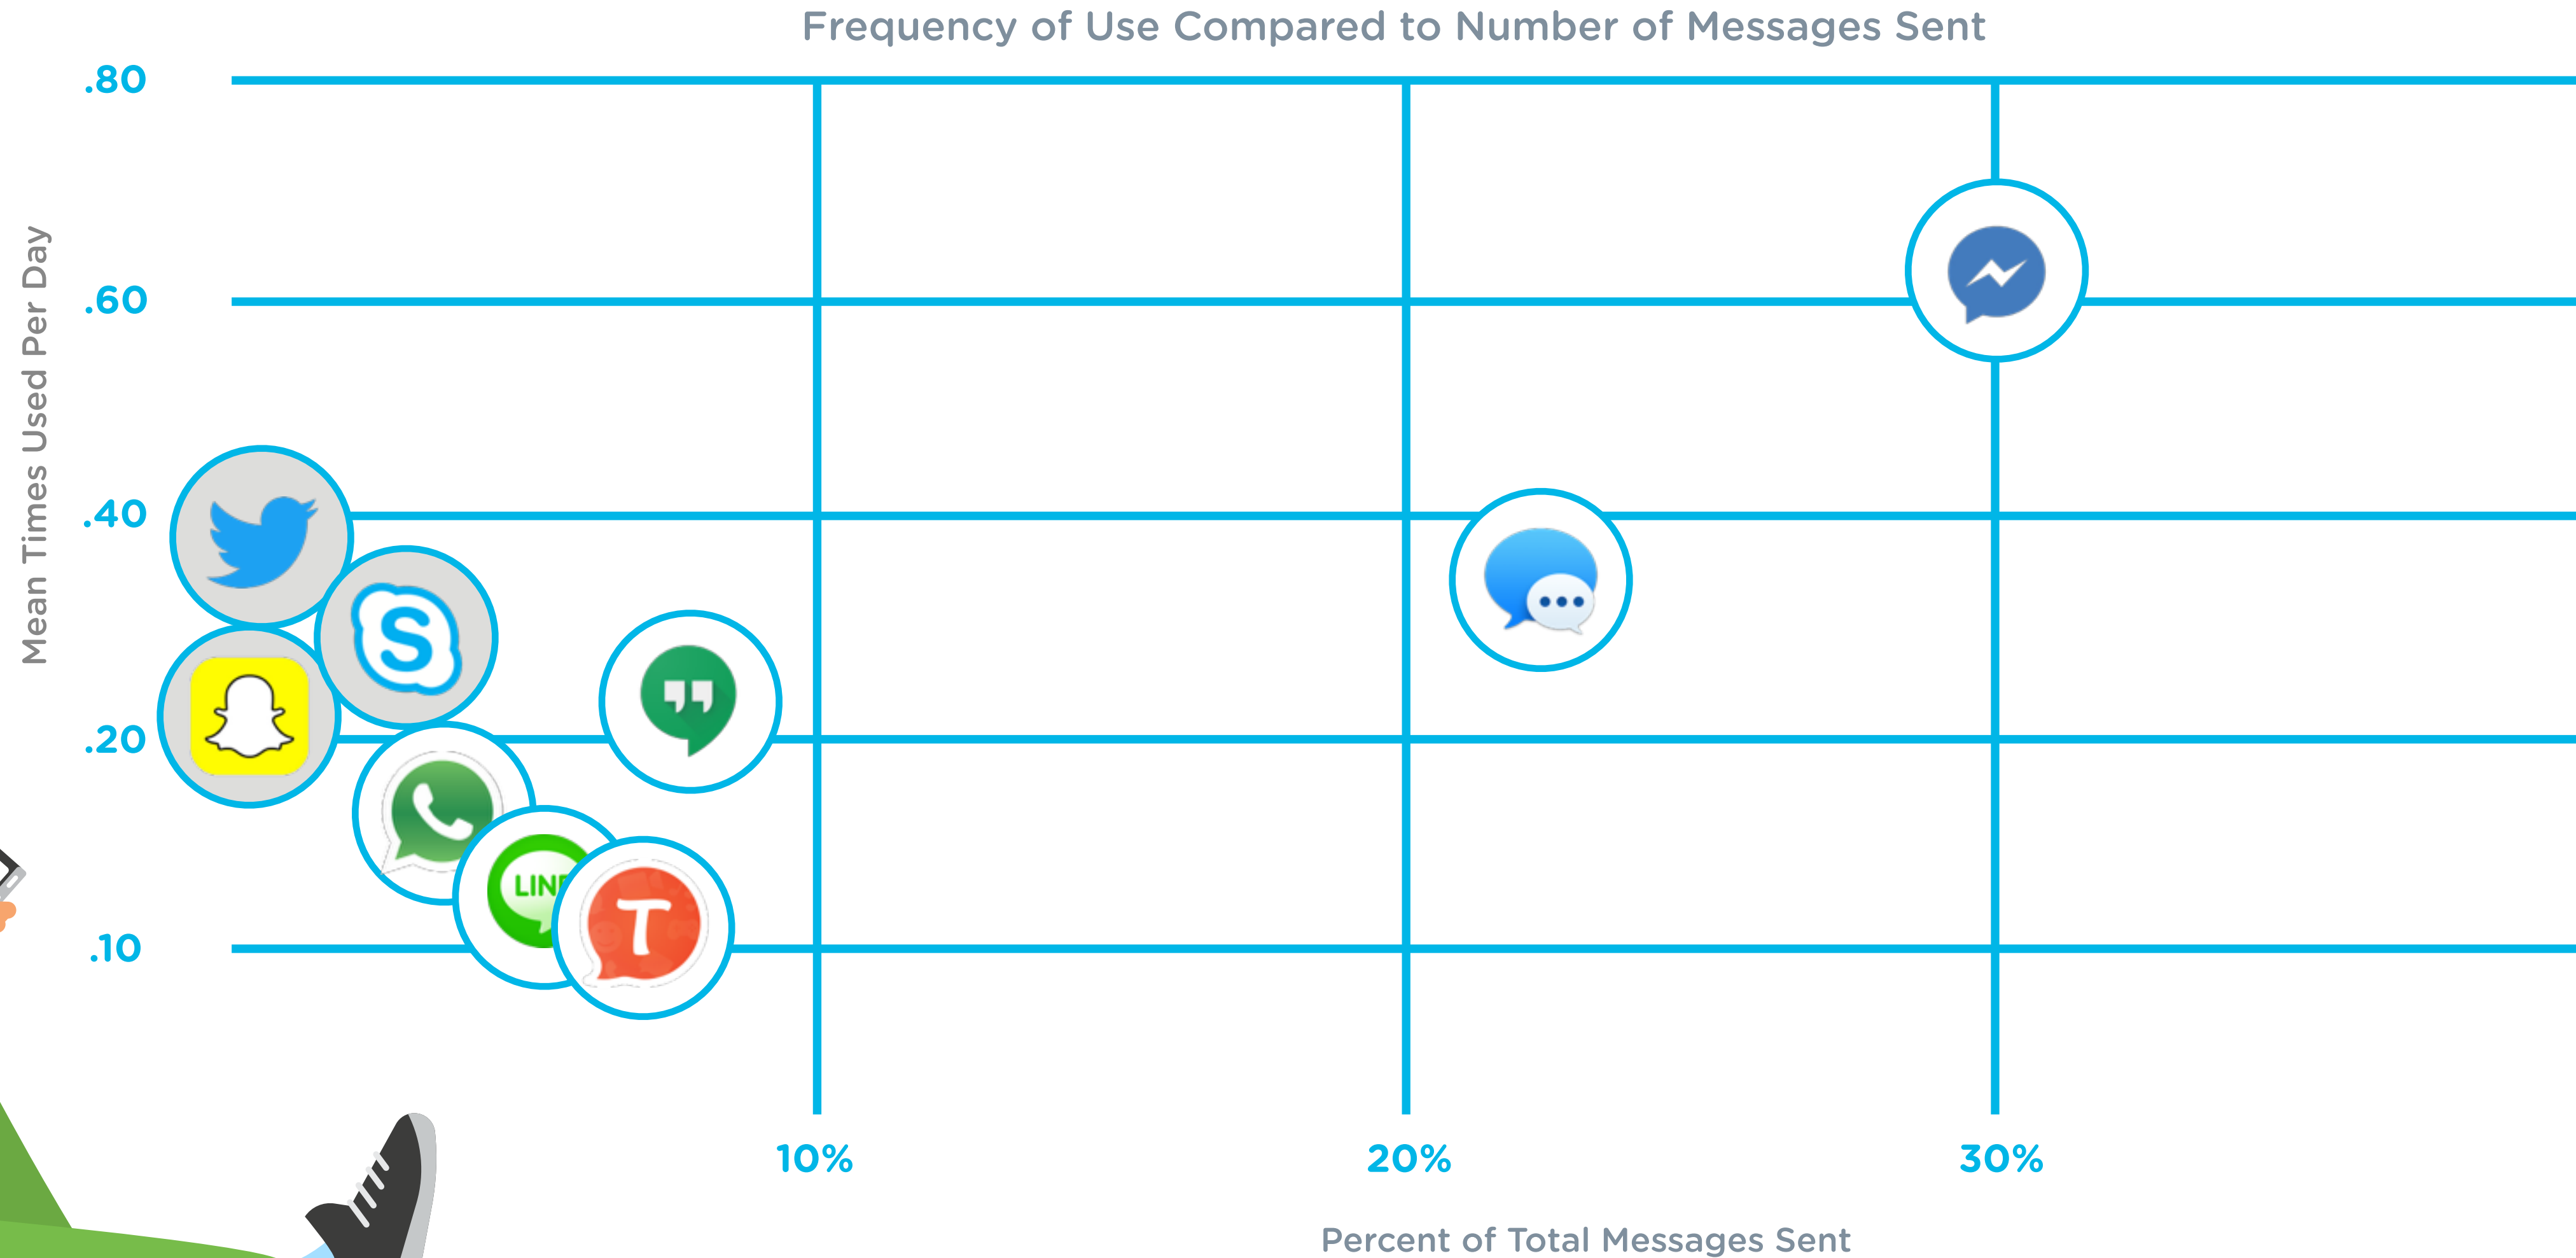 Frequency of Use Compared to Number of Messages Sent
Mean Times Used Per Day
.80
.60
.40
.20
.10
S
LINE
T
10%
20%
30%
Percent of Total Messages Sent